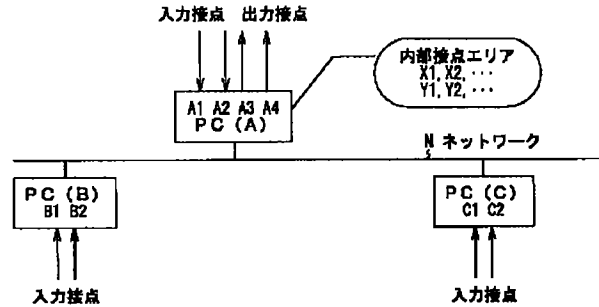 入力接点 出力接点
内部接点エリア
X1, X2, ･･･
Y1, Y2, ･･･
A1 A2 A3 A4
PC (A)
N ネットワーク
PC (B)
B1 B2
PC (C)
C1 C2
入力接点
入力接点